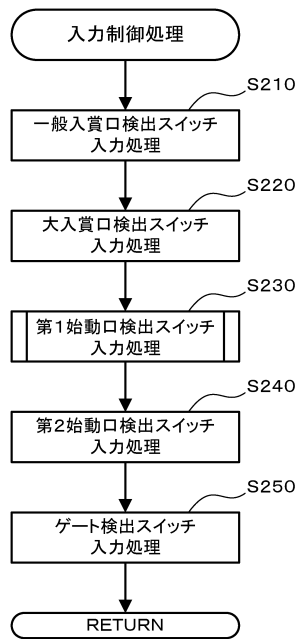 入力制御処理
S210
一般入賞口検出スイッチ
入力処理
S220
大入賞口検出スイッチ
入力処理
S230
第1始動口検出スイッチ
入力処理
S240
第2始動口検出スイッチ
入力処理
S250
ゲート検出スイッチ
入力処理
RETURN